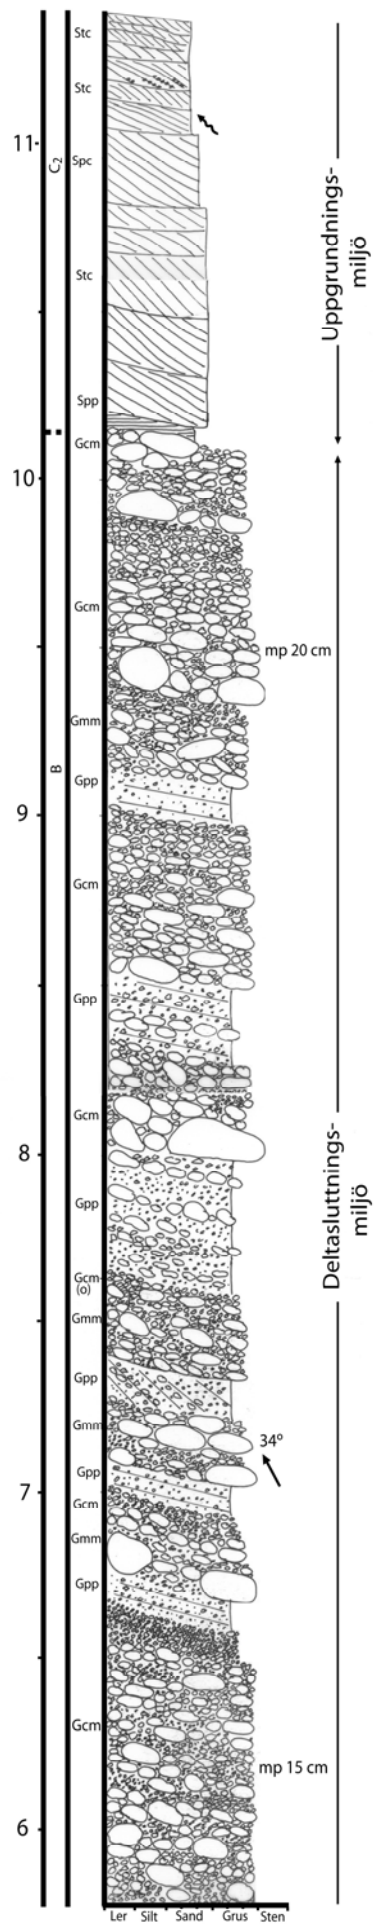 Stc
Stc
11
C2
Spc
Uppgrundnings-
miljö
Stc
Spp
Gcm
10
Gcm
mp 20 cm
Gmm
B
Gpp
9
Gcm
Gpp
Gcm
8
Deltasluttnings-
miljö
Gpp
Gcm
(o)
Gmm
Gpp
Gmm
34º
Gpp
7
Gcm
Gmm
Gpp
Gcm
mp 15 cm
6
Ler Silt Sand Grus Sten